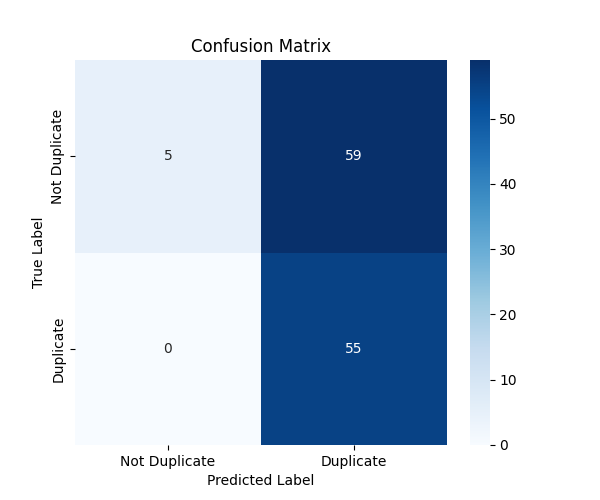 Confusion Matrix
Not Duplicate
Duplicate
True Label
5
59
0
55
Not Duplicate
Duplicate
Predicted Label
50
40
30
20
10
0